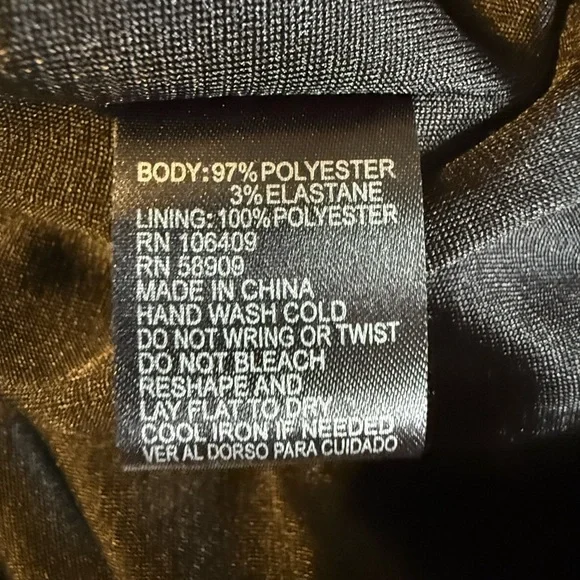 BODY: 97% POLYESTER
3% ELASTANE
LINING: 100% POLYESTER
RN 106409
RN 58909
MADE IN CHINA
HAND WASH COLD
DO NOT WRING OR TWIST
DO NOT BLEACH
RESHAPE AND
LAY FLAT TO DRY
COOL IRON IF NEEDED
VER AL DORSO PARA CUIDADO